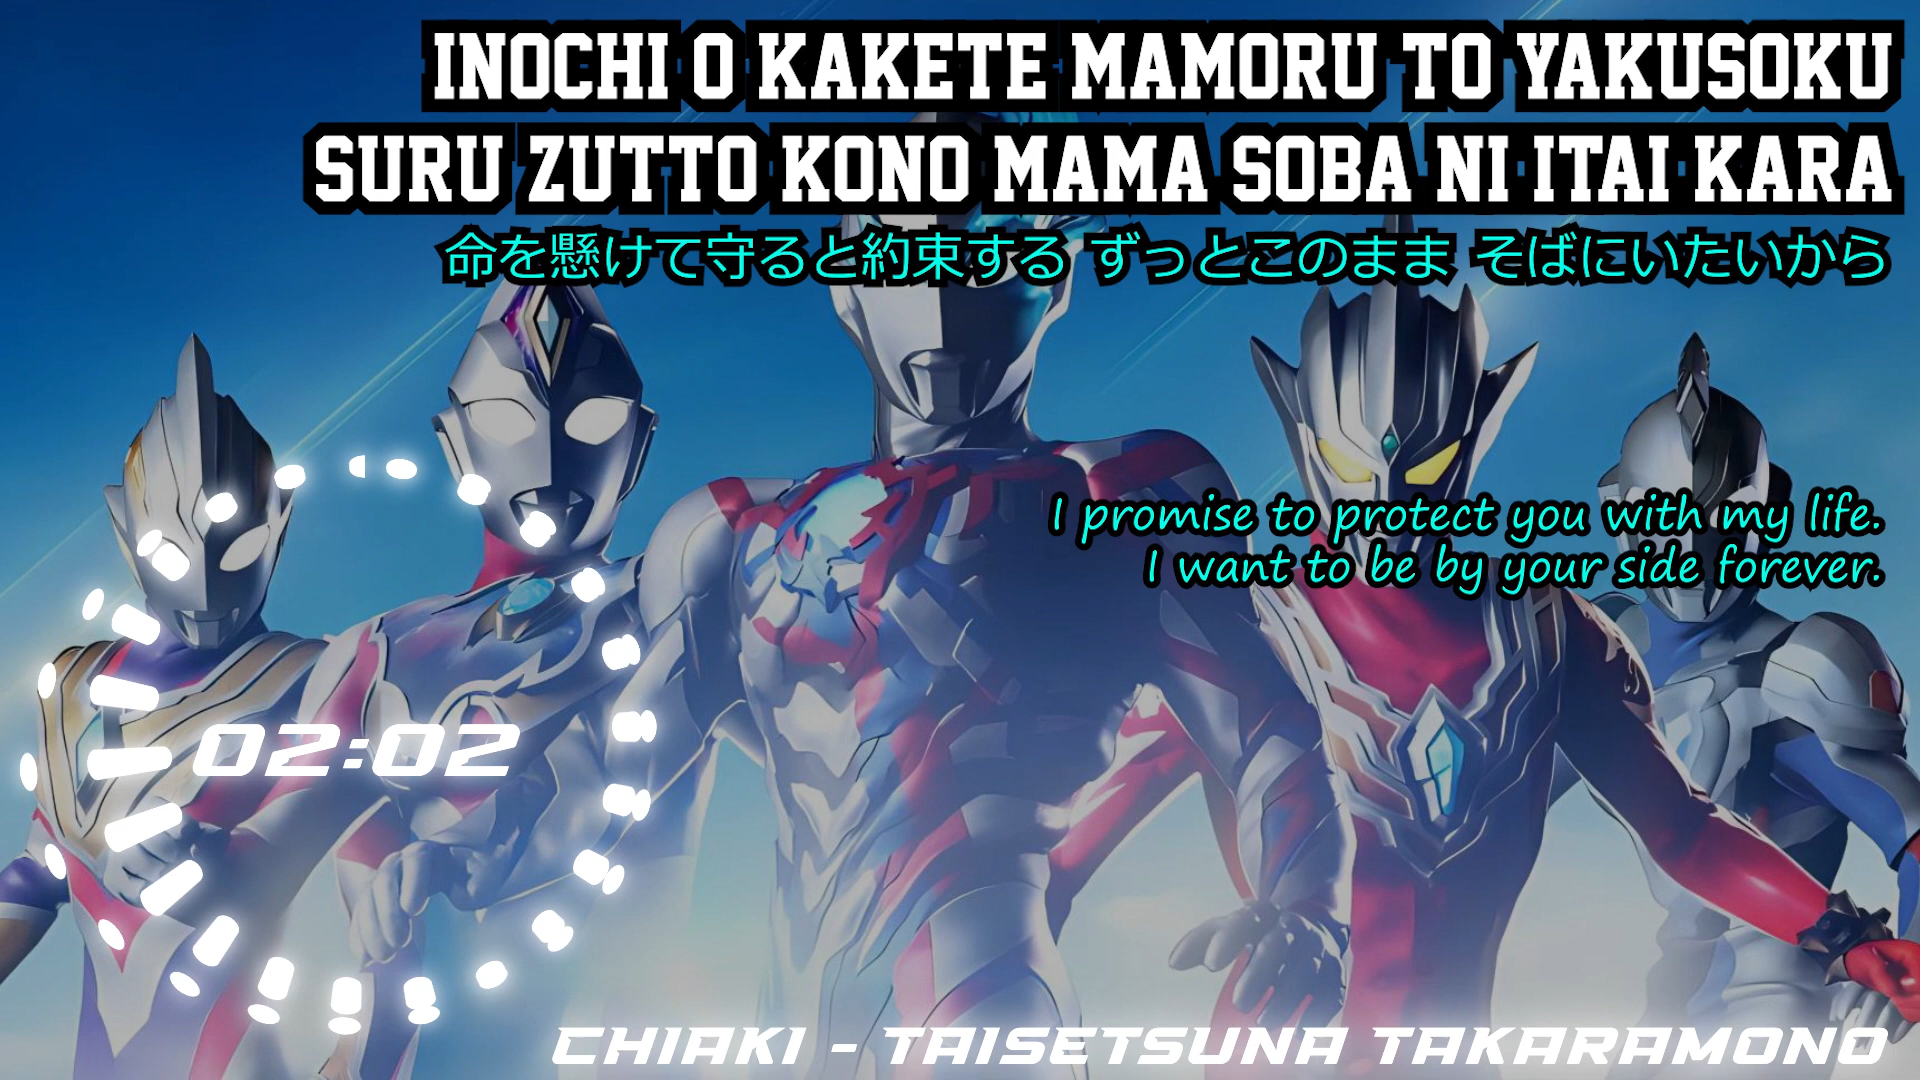 INOCHI O KAKETE MAMORU TO YAKUSOKU
SURU ZUTTO KONO MAMA SOBA NI ITAI KARA
命を懸けて守ると約束する ずっとこのまま そばにいたいから
I promise to protect you with my life.
I want to be by your side forever.
02:02
CHIAKI - TAISETSUNA TAKARAMONO